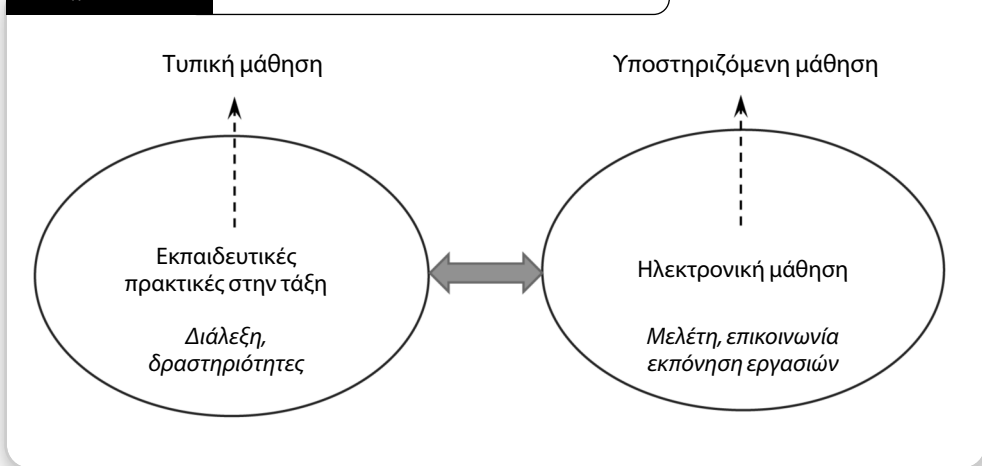 Τυπική μάθηση
Υποστηριζόμενη μάθηση
Εκπαιδευτικές
πρακτικές στην τάξη
Διάλεξη,
δραστηριότητες
Ηλεκτρονική μάθηση
Μελέτη, επικοινωνία
εκπόνηση εργασιών